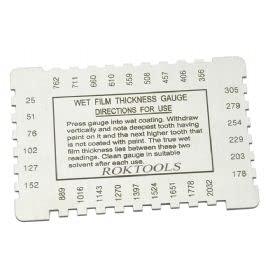 762 711 660 610 559 508 457 406 356
25
51
76
102
127
152
305
279
254
229
203
178
WET FILM THICKNESS GAUGE
DIRECTIONS FOR USE
Press gauge into wet coating. Withdraw
vertically and note deepest tooth having
paint on it and the next higher tooth that
is not coated with paint. The true wet
film thickness lies between these two
readings. Clean gauge in suitable
solvent after each use.
ROKTOOLS
889 1016 1143 1270 1397 1524 1651 1778 2032